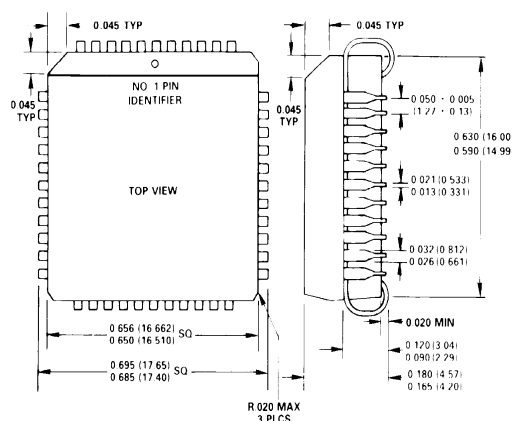 0.045 TYP
0.045 TYP
NO 1 PIN
IDENTIFIER
0.045
TYP
0.045
TYP
0.050 · 0.005
(1.27 · 0.13)
0.630 (16 00
0.590 (14.99
TOP VIEW
0.021 (0.533)
0.013 (0.331)
0.032 (0.812)
0.026 (0.661)
0.020 MIN
0 656 (16 662) SQ
0 650 (16 510)
0.120 (3 04)
0.090 (2 29)
0 695 (17 65) SQ
0 685 (17 40)
0 180 (4 57)
0 165 (4 20)
R.020 MAX
3 PLCS